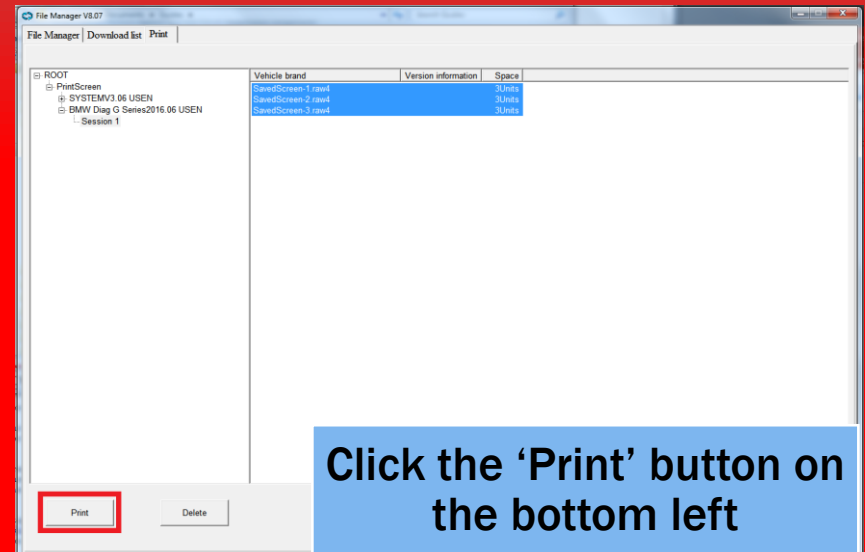 File Manager V8.07
File Manager Download list Print
ROOT
PrintScreen
SYSTEMV3.06 USEN
BMW Diag G Series2016.06 USEN
Session 1
Vehicle brand Version information Space
SavedScreen-1.raw4 3Units
SavedScreen-2.raw4 3Units
SavedScreen-3.raw4 3Units
Print Delete
Click the ‘Print’ button on
the bottom left